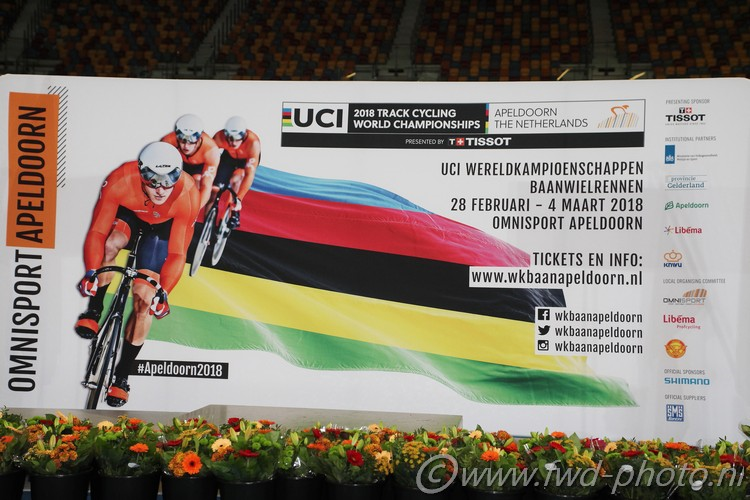 OMNISPORT APELDOORN
UCI 2018 TRACK CYCLING
WORLD CHAMPIONSHIPS
APELDOORN
THE NETHERLANDS
PRESENTED BY TISSOT
UCI WERELDKAMPIOENSCHAPPEN
BAANWIELRENNEN
28 FEBRUARI - 4 MAART 2018
OMNISPORT APELDOORN
TICKETS EN INFO:
www.wkbaanapeldoorn.nl
wkbaanapeldoorn
wkbaanapeldoorn
wkbaanapeldoorn
#Apeldoorn2018
PRESENTING SPONSOR
TISSOT
INSTITUTIONAL PARTNERS
provincie
Gelderland
Apeldoorn
Libéma
KNWU
LOCAL ORGANISING COMMITTEE
OMNISPORT
Libéma
Profcycling
OFFICIAL SPONSORS
SHIMANO
OFFICIAL SUPPLIERS
© www.fwd-photo.nl